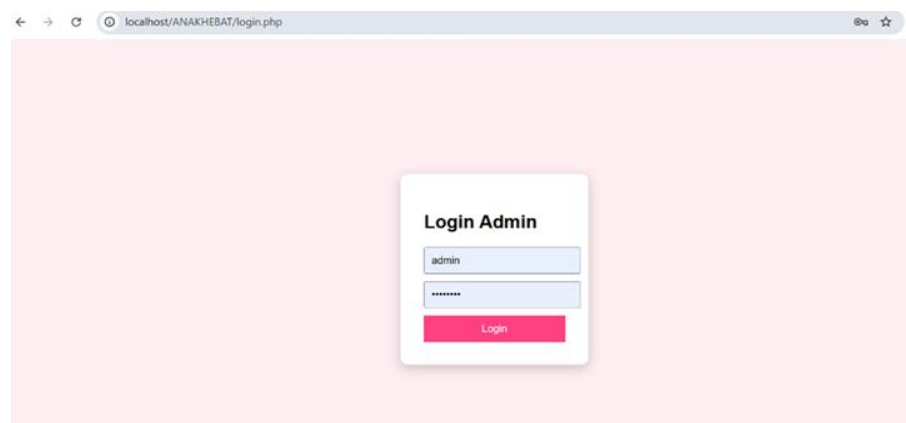 localhost/ANAKHEBAT/login.php
Login Admin
admin
••••••••
Login